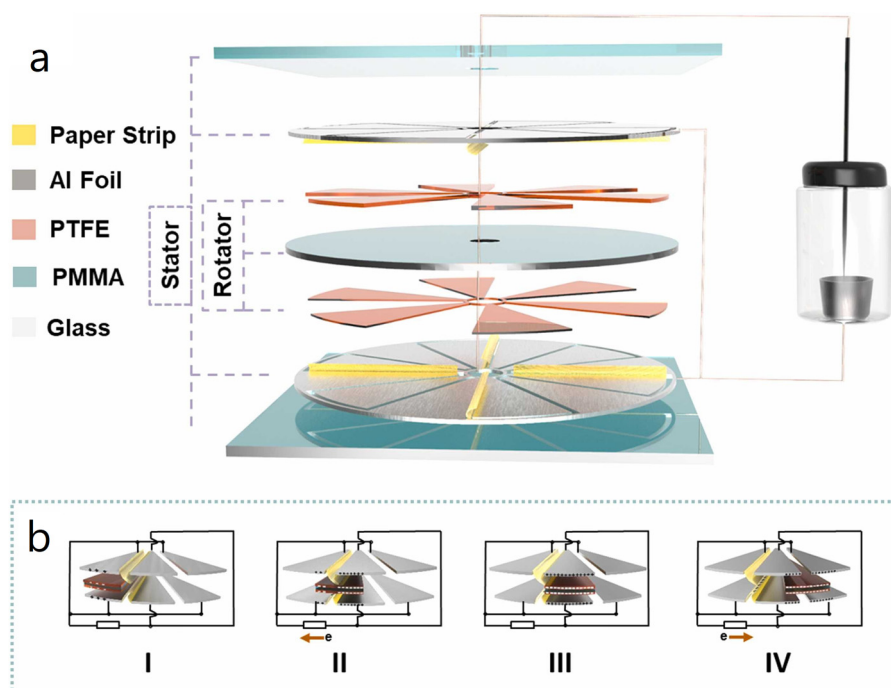 a
Paper Strip
Al Foil
PTFE
PMMA
Glass
Stator
Rotator
b
e
e
I
II
III
IV